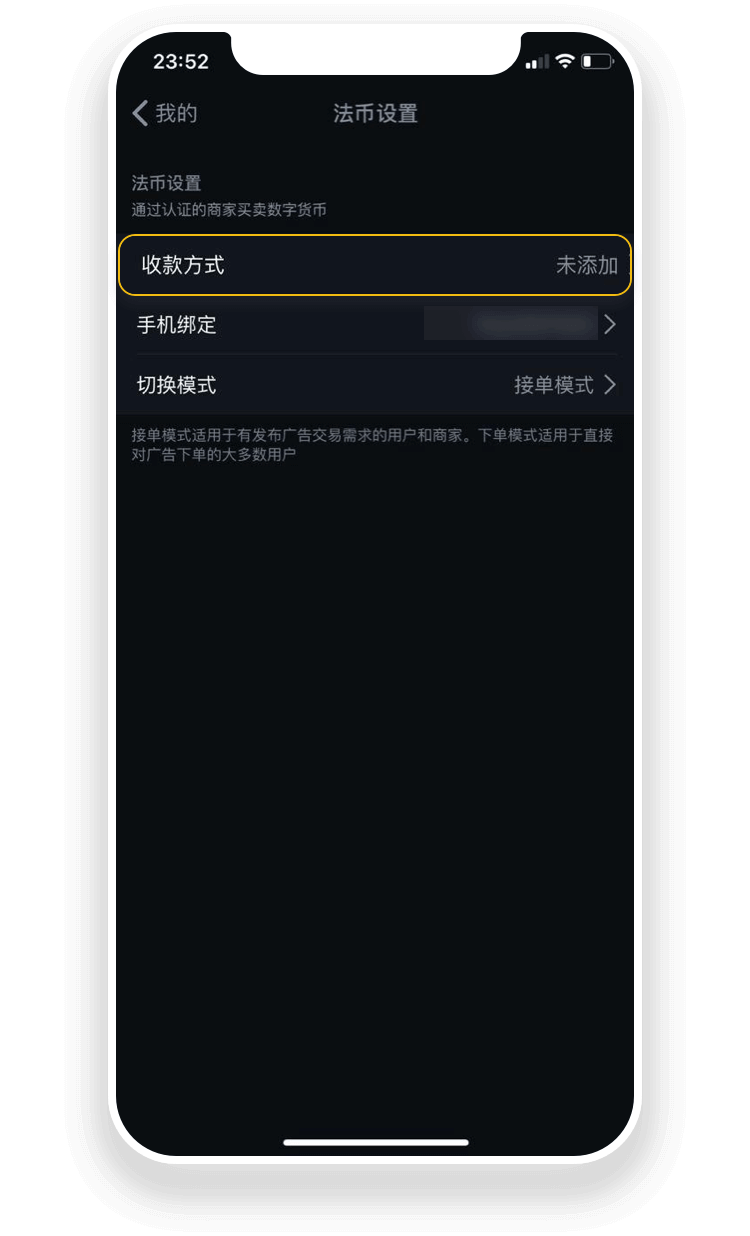 23:52
我的
法币设置
法币设置
通过认证的商家买卖数字货币
收款方式 未添加
手机绑定
切换模式 接单模式
接单模式适用于有发布广告交易需求的用户和商家。下单模式适用于直接
对广告下单的大多数用户